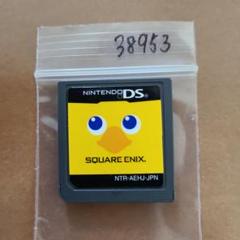 38953
NINTENDO DS
SQUARE ENIX.
NTR-AEHJ-JPN